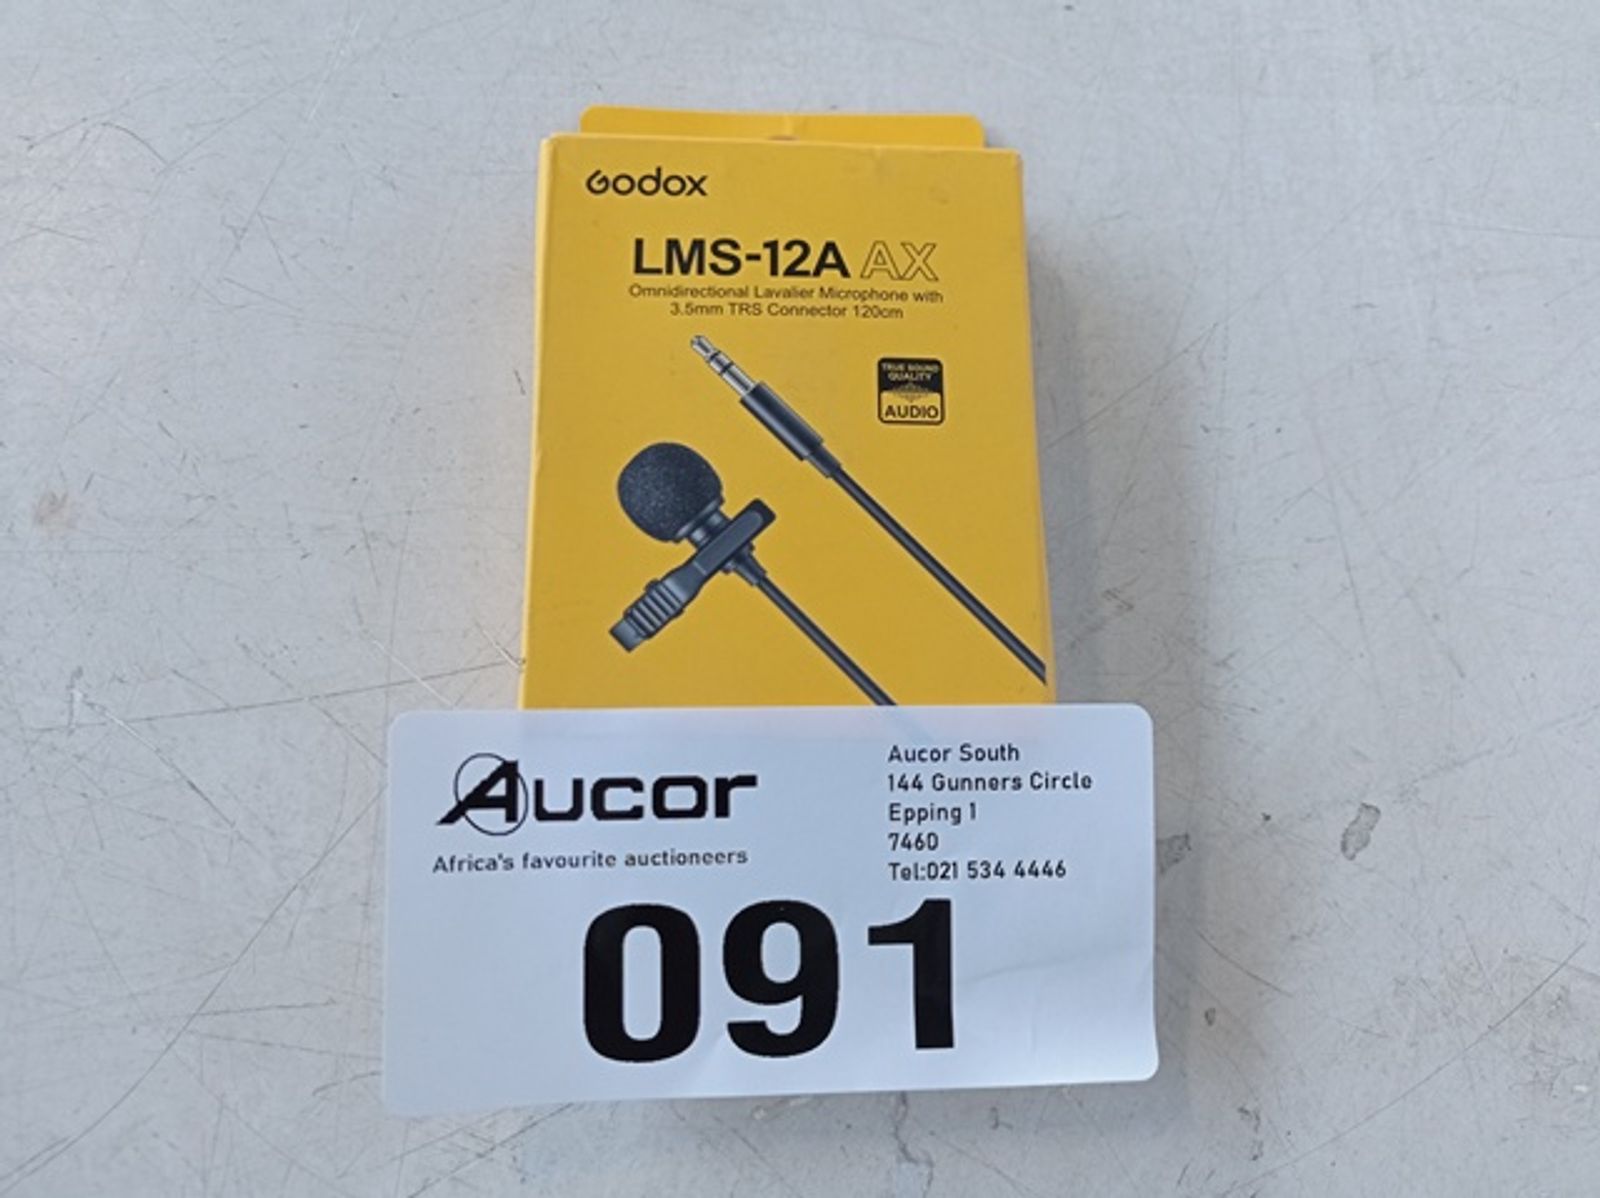 Godox
LMS-12A AX
Omnidirectional Lavalier Microphone with
3.5mm TRS Connector 120cm
TRUE SOUND
QUALITY
AUDIO
Aucor
Africa's favourite auctioneers
Aucor South
144 Gunners Circle
Epping 1
7460
Tel:021 534 4446
091